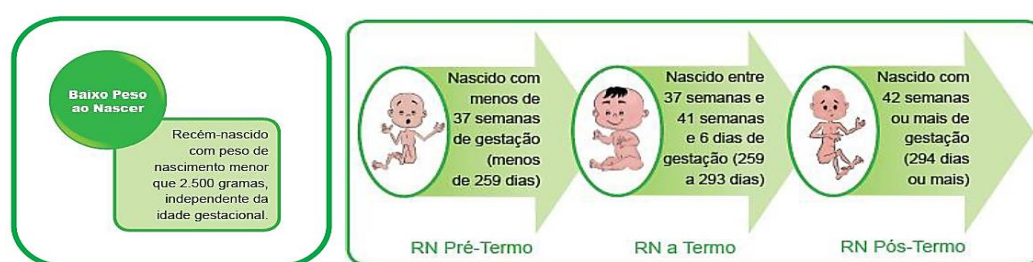 Baixo Peso
ao Nascer
Recém-nascido
com peso de
nascimento menor
que 2.500 gramas,
independente da
idade gestacional.
Nascido com
menos de
37 semanas
de gestação
(menos
de 259 dias)
RN Pré-Termo
Nascido entre
37 semanas e
41 semanas
e 6 dias de
gestação (259
a 293 dias)
RN a Termo
Nascido com
42 semanas
ou mais de
gestação
(294 dias
ou mais)
RN Pós-Termo